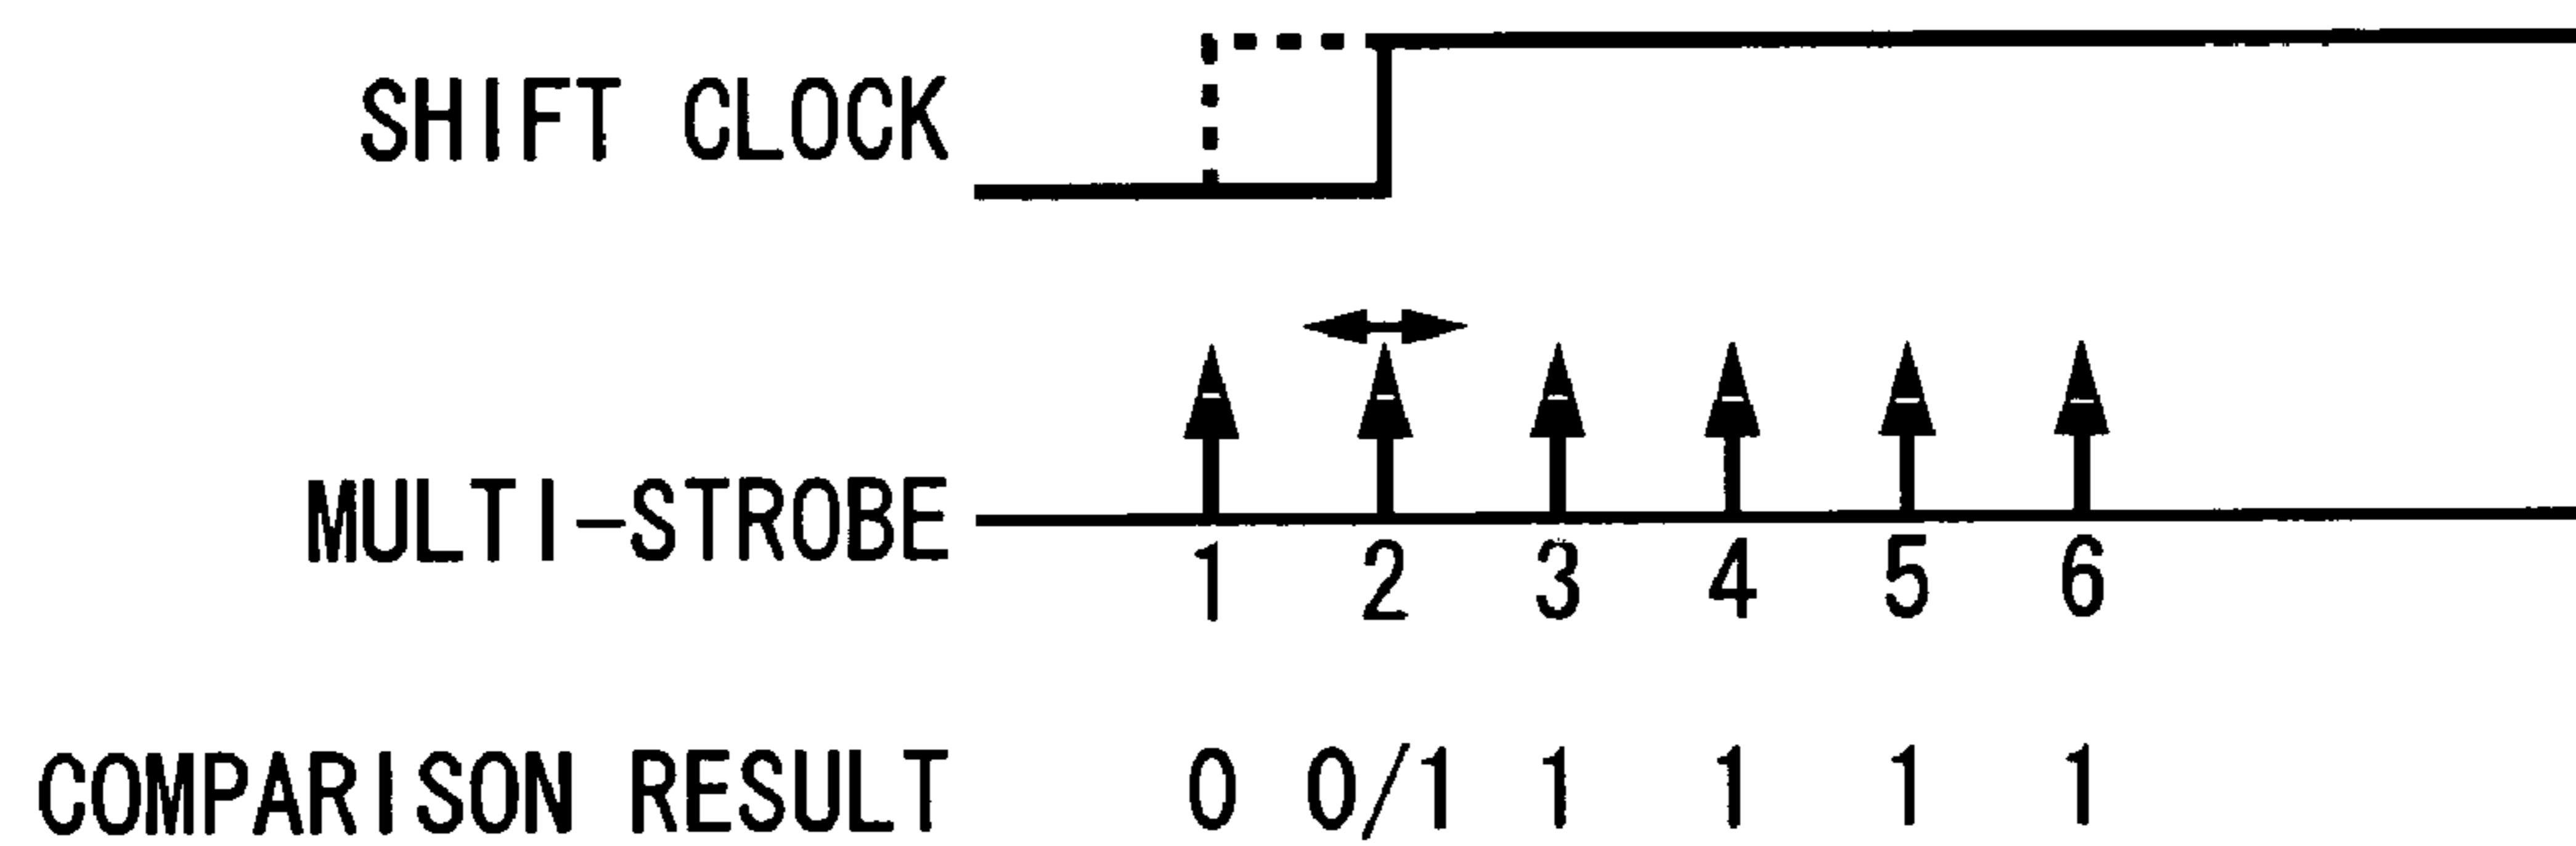 SHIFT CLOCK
MULTI-STROBE
1 2 3 4 5 6
COMPARISON RESULT 0 0/1 1 1 1 1